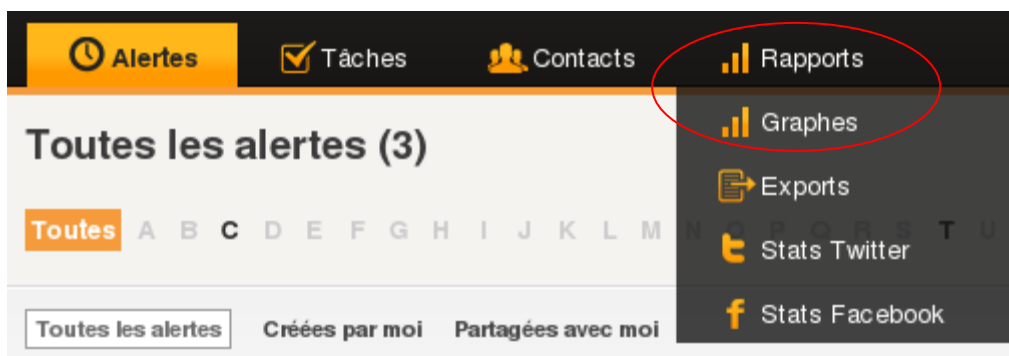 Alertes Tâches Contacts Rapports
Graphes
Toutes les alertes (3)
Exports
Toutes A B C D E F G H I J K L M N O P Q R S T U
Stats Twitter
Stats Facebook
Toutes les alertes Créées par moi Partagées avec moi